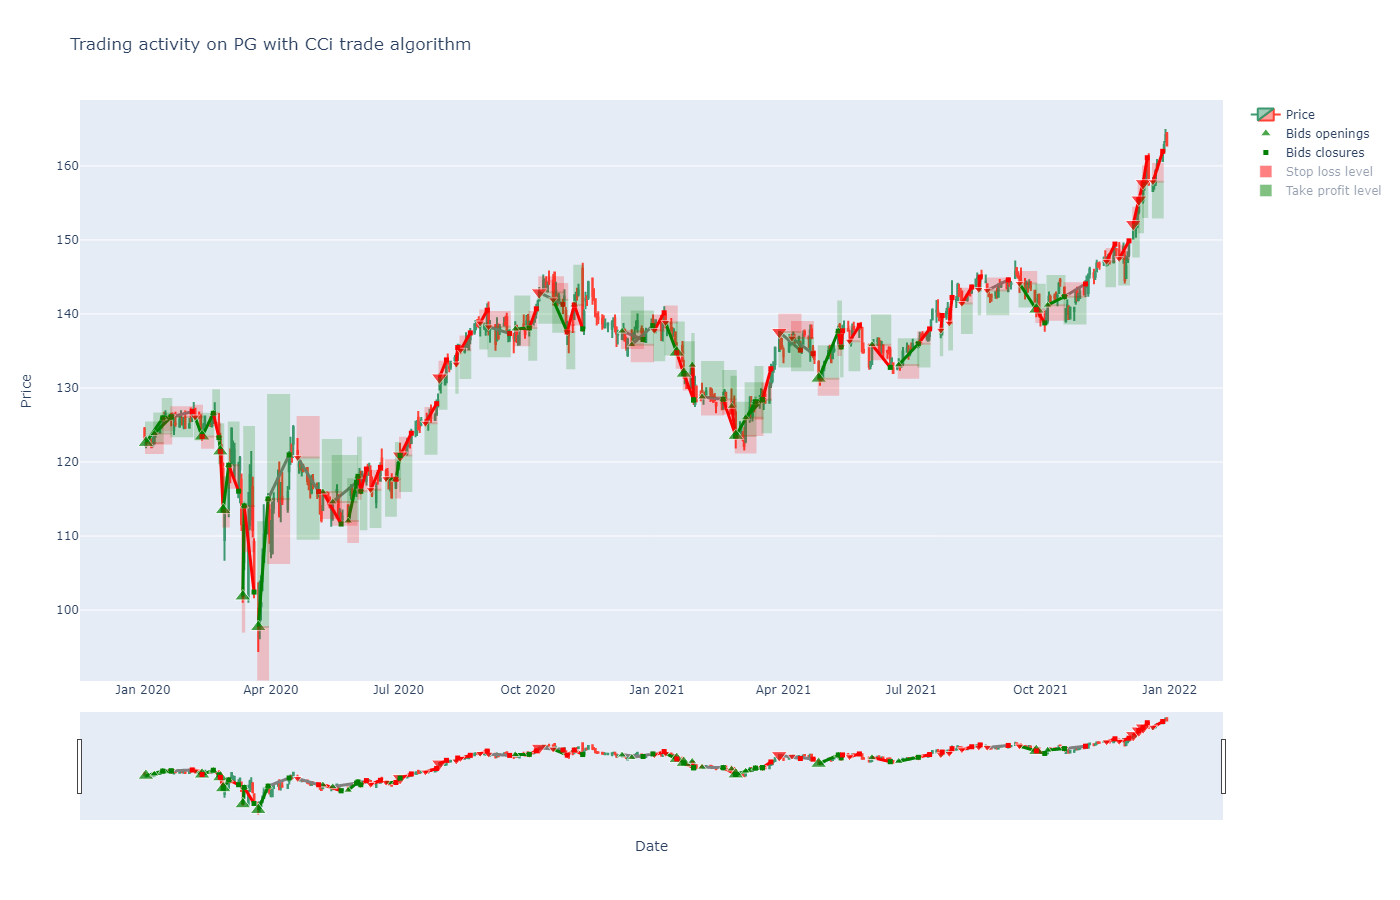 Trading activity on PG with CCi trade algorithm
Price
Bids openings
Bids closures
Stop loss level
Take profit level
160
150
140
130
120
110
100
Price
Jan 2020
Apr 2020
Jul 2020
Oct 2020
Jan 2021
Apr 2021
Jul 2021
Oct 2021
Jan 2022
Date